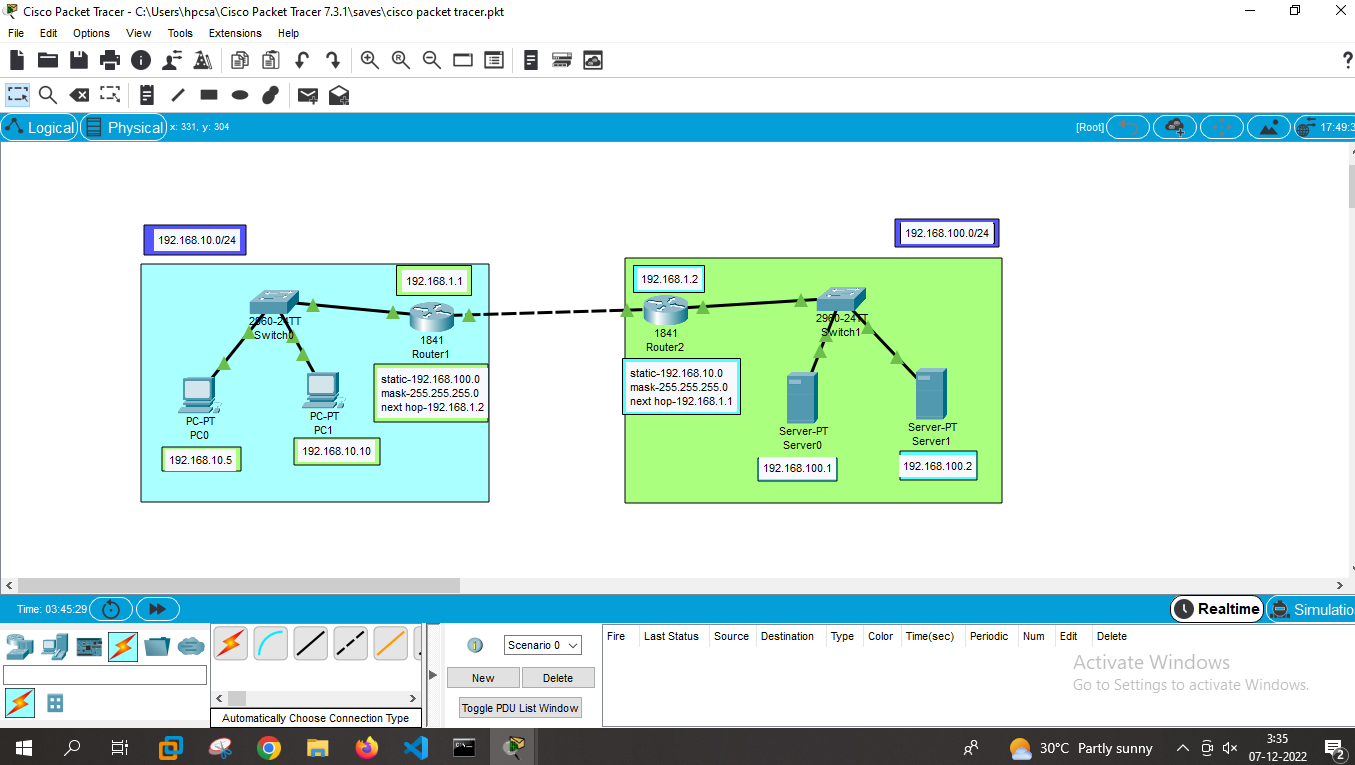 Cisco Packet Tracer - C:\Users\hpcsa\Cisco Packet Tracer 7.3.1\saves\cisco packet tracer.pkt
File Edit Options View Tools Extensions Help
Logical Physical x: 331, y: 304 [Root] 17:49:3
192.168.10.0/24
192.168.100.0/24
192.168.1.1
192.168.1.2
2960-24TT
Switch0
1841
Router1
1841
Router2
2960-24TT
Switch1
static-192.168.100.0
mask-255.255.255.0
next hop-192.168.1.2
static-192.168.10.0
mask-255.255.255.0
next hop-192.168.1.1
PC-PT
PC0
PC-PT
PC1
Server-PT
Server0
Server-PT
Server1
192.168.10.5
192.168.10.10
192.168.100.1
192.168.100.2
Time: 03:45:29 Realtime Simulatio
Scenario 0
New Delete
Toggle PDU List Window
Fire Last Status Source Destination Type Color Time(sec) Periodic Num Edit Delete
Automatically Choose Connection Type
Activate Windows
Go to Settings to activate Windows.
30°C Partly sunny
3:35
07-12-2022
2